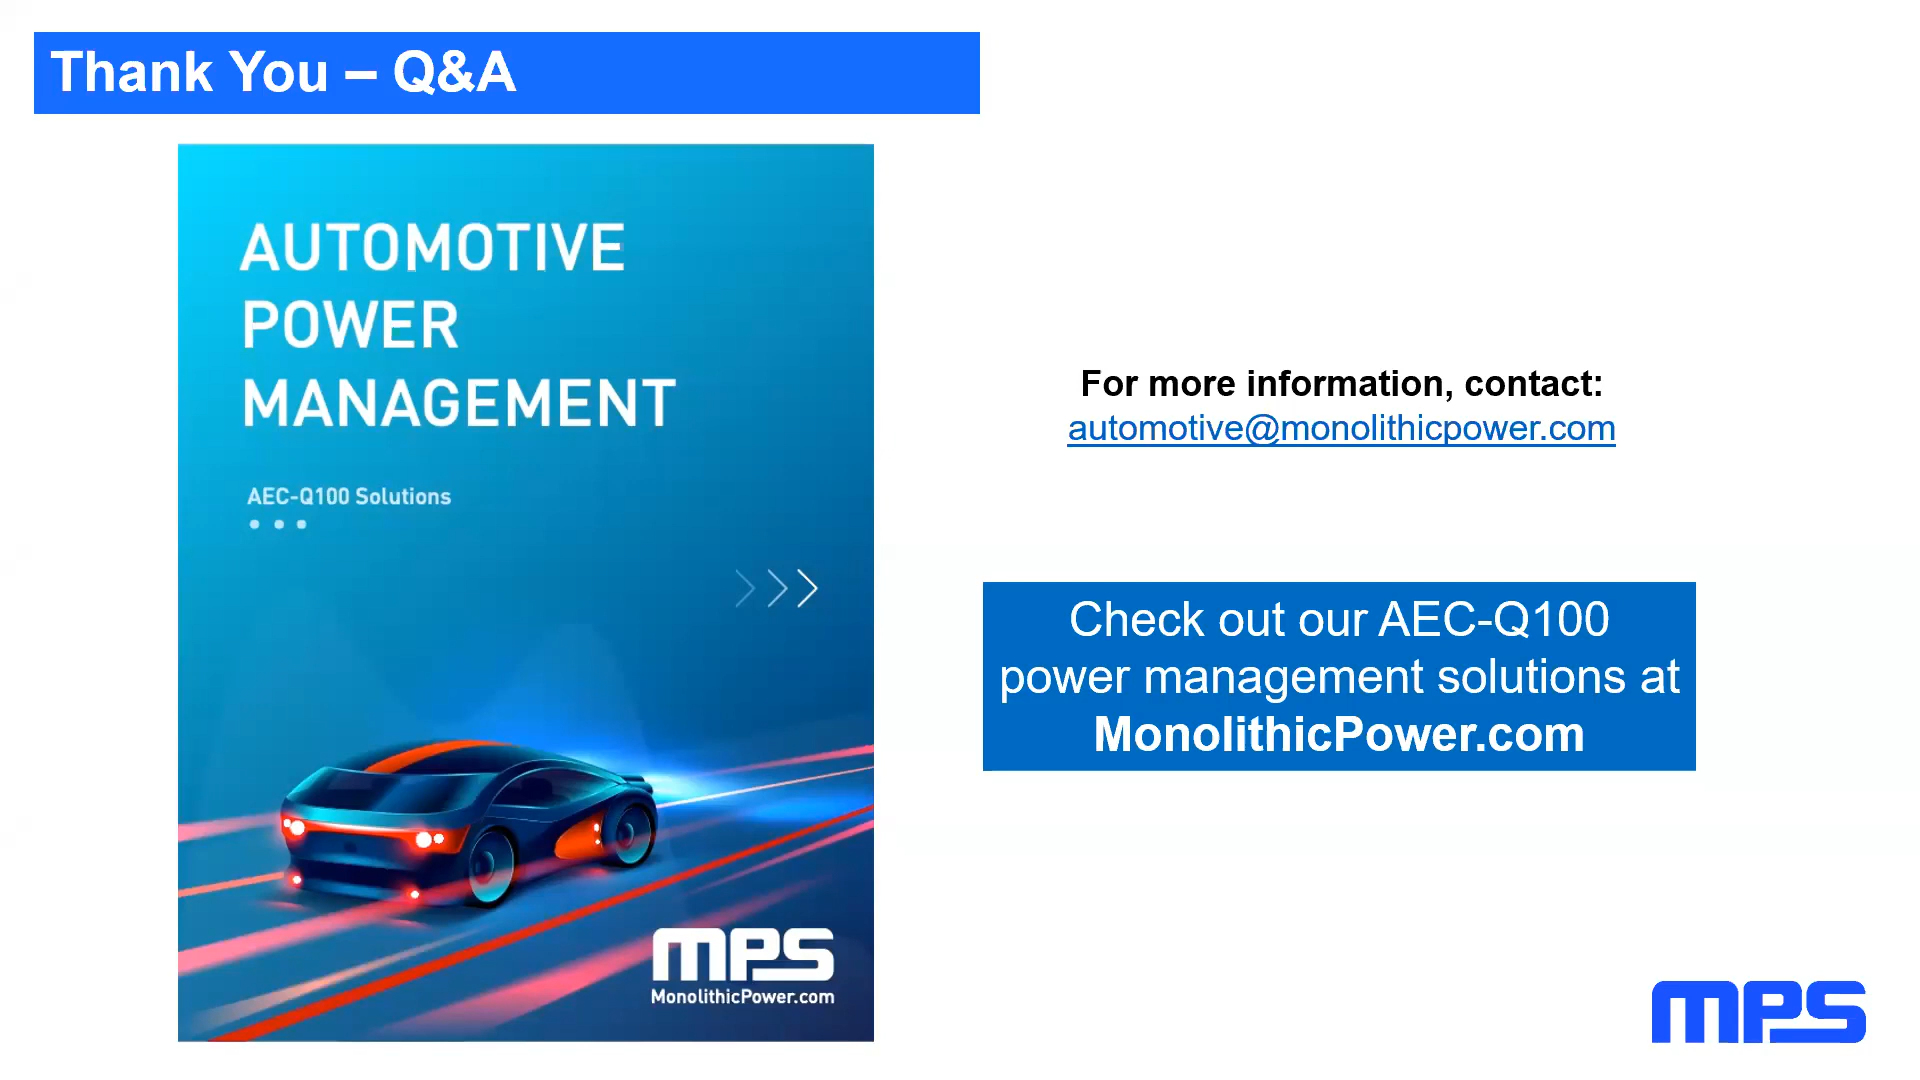 Thank You – Q&A
AUTOMOTIVE
POWER
MANAGEMENT
AEC-Q100 Solutions
mPS
MonolithicPower.com
For more information, contact:
automotive@monolithicpower.com
Check out our AEC-Q100
power management solutions at
MonolithicPower.com
mPS